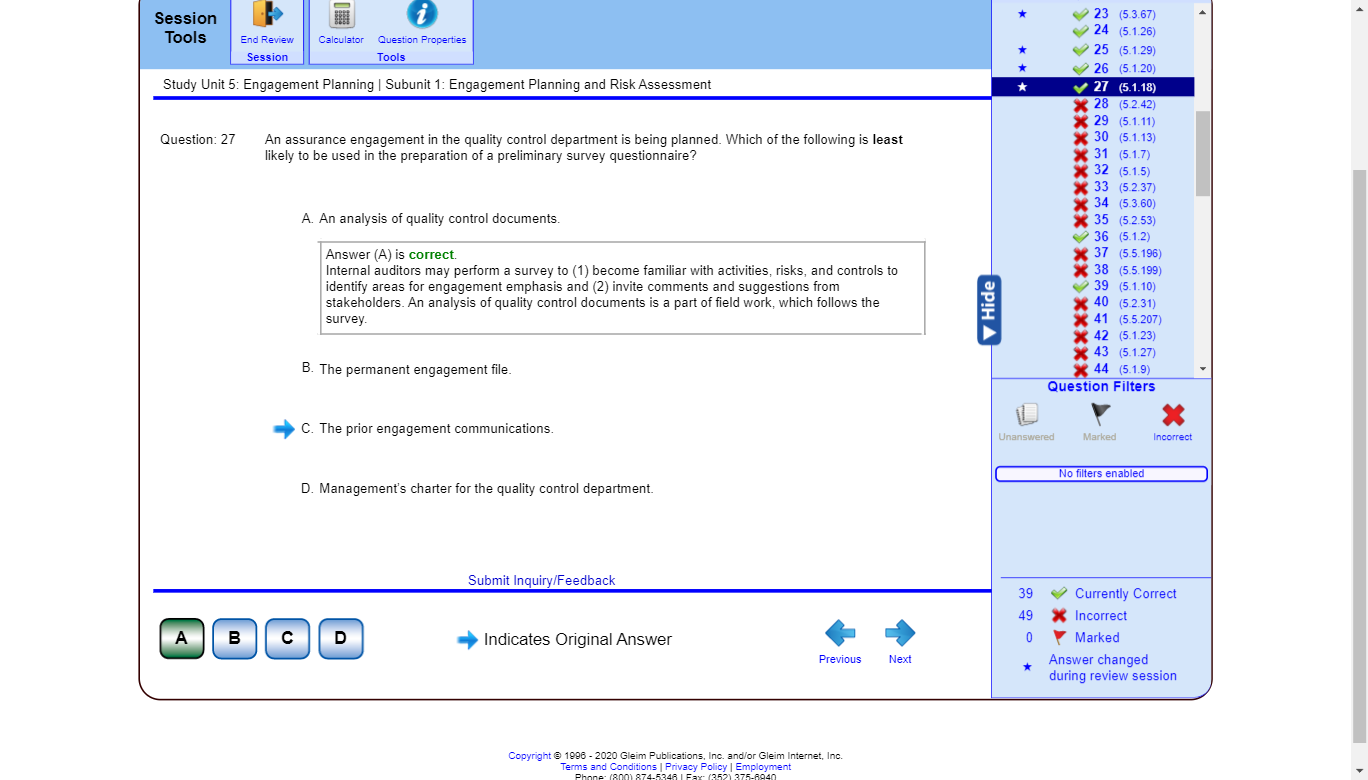 Session
Tools
End Review
Session
Calculator
Question Properties
Tools
Study Unit 5: Engagement Planning | Subunit 1: Engagement Planning and Risk Assessment
Question: 27
An assurance engagement in the quality control department is being planned. Which of the following is least
likely to be used in the preparation of a preliminary survey questionnaire?
A. An analysis of quality control documents.
Answer (A) is correct.
Internal auditors may perform a survey to (1) become familiar with activities, risks, and controls to
identify areas for engagement emphasis and (2) invite comments and suggestions from
stakeholders. An analysis of quality control documents is a part of field work, which follows the
survey.
B. The permanent engagement file.
C. The prior engagement communications.
D. Management's charter for the quality control department.
Submit Inquiry/Feedback
A B C D
Indicates Original Answer
Previous
Next
23 (5.3.67)
24 (5.1.26)
25 (5.1.29)
26 (5.1.20)
27 (5.1.18)
28 (5.2.42)
29 (5.1.11)
30 (5.1.13)
31 (5.1.7)
32 (5.1.5)
33 (5.2.37)
34 (5.3.60)
35 (5.2.53)
36 (5.1.2)
37 (5.5.196)
38 (5.5.199)
39 (5.1.10)
40 (5.2.31)
41 (5.5.207)
42 (5.1.23)
43 (5.1.27)
44 (5.1.9)
Hide
Question Filters
Unanswered
Marked
Incorrect
No filters enabled
39 Currently Correct
49 Incorrect
0 Marked
Answer changed
during review session
Copyright © 1996 - 2020 Gleim Publications, Inc. and/or Gleim Internet, Inc.
Terms and Conditions | Privacy Policy | Employment
Phone: (800) 874-5346 | Fax: (352) 375-6940